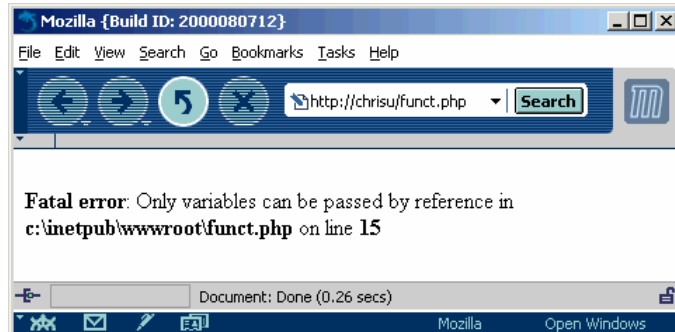 Mozilla {Build ID: 2000080712}
File Edit View Search Go Bookmarks Tasks Help
http://chrisu/funct.php Search
Fatal error: Only variables can be passed by reference in
c:\inetpub\wwwroot\funct.php on line 15
Document: Done (0.26 secs)
Mozilla Open Windows